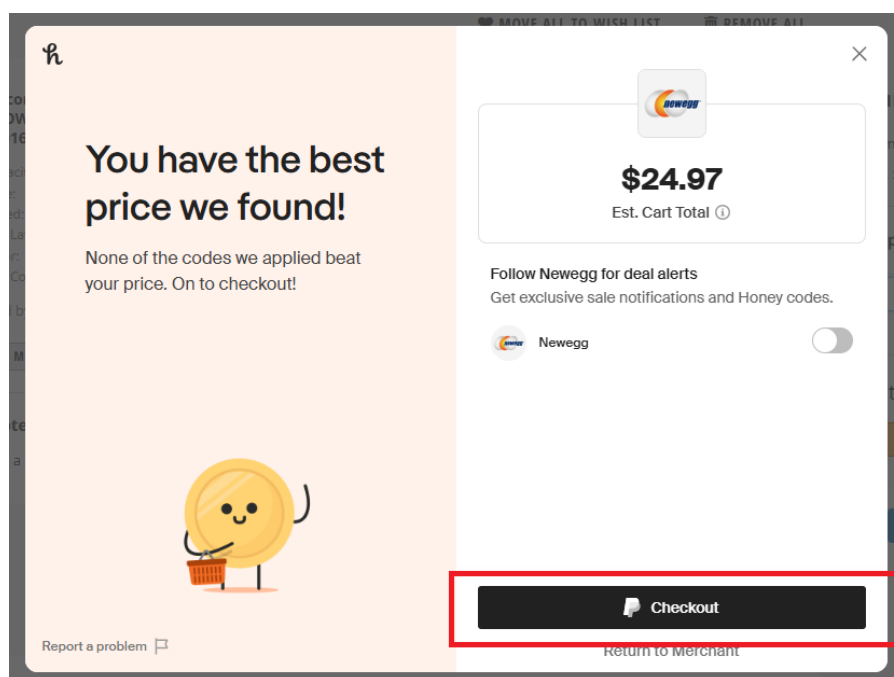 MOVE ALL TO WISH LIST
REMOVE ALL
h
You have the best
price we found!
None of the codes we applied beat
your price. On to checkout!
newegg
$24.97
Est. Cart Total
Follow Newegg for deal alerts
Get exclusive sale notifications and Honey codes.
Newegg
Checkout
Return to Merchant
Report a problem